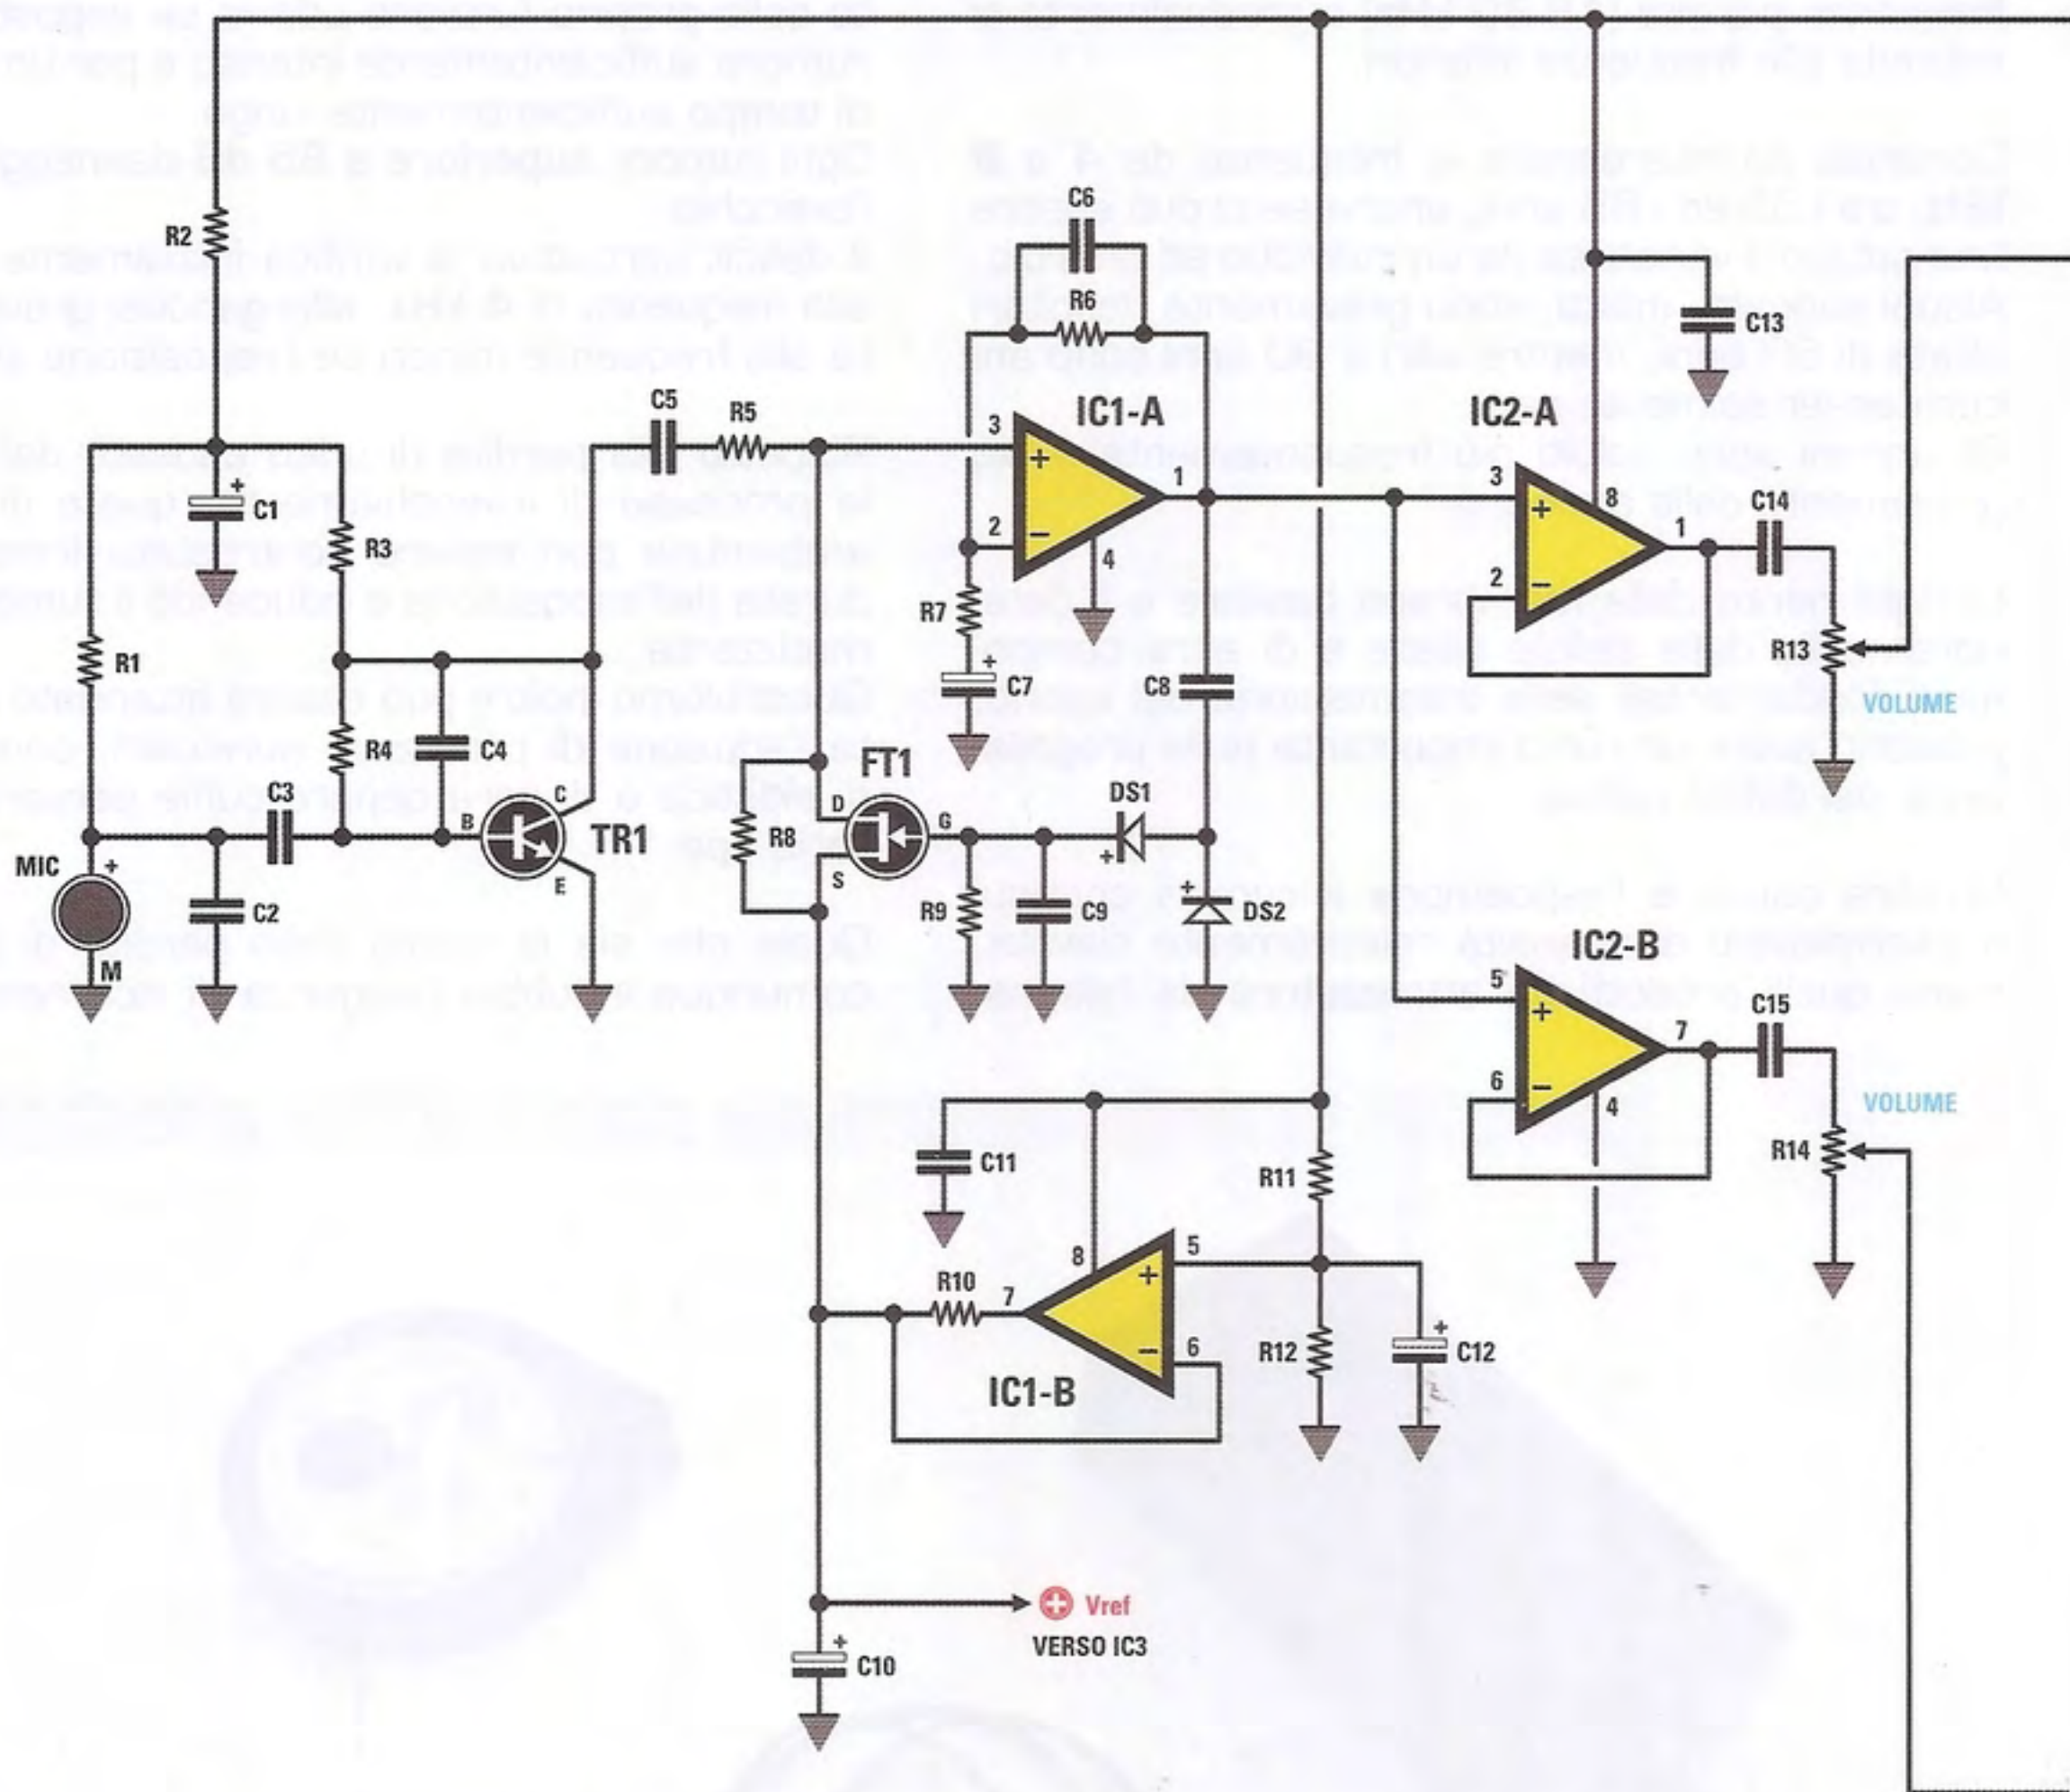 R2
C6
R6
C13
C5
R5
IC1-A
IC2-A
3
+
C1
+
1
3
+
8
C14
1
R3
2
−
4
2
−
R7
R13
R1
+
C7
C8
VOLUME
R4
C4
FT1
C3
C
D
DS1
B
TR1
R8
G
MIC
+
+
E
S
+
C2
R9
C9
DS2
IC2-B
M
5
+
C15
7
6
−
4
VOLUME
C11
R11
R14
8
5
+
R10
7
+
6
−
R12
C12
IC1-B
+ Vref
VERSO IC3
+
C10